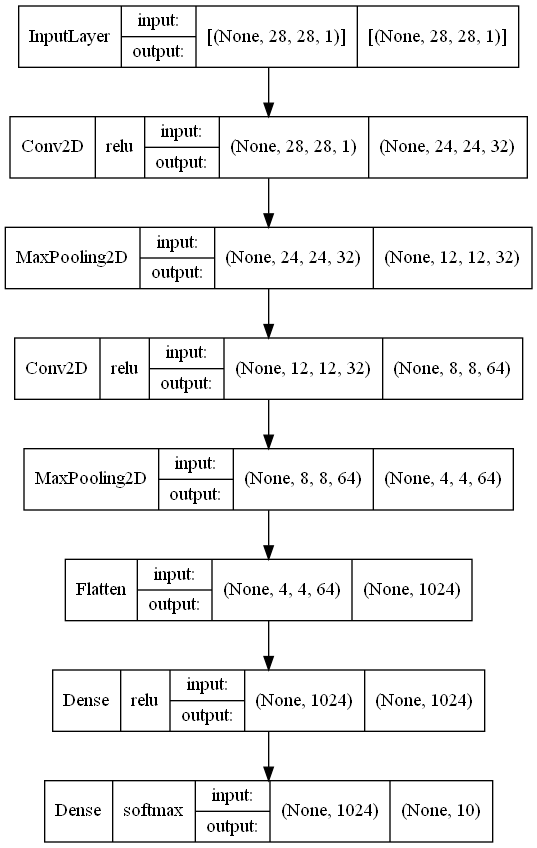 InputLayer input: output: [(None, 28, 28, 1)] [(None, 28, 28, 1)]
Conv2D relu input: output: (None, 28, 28, 1) (None, 24, 24, 32)
MaxPooling2D input: output: (None, 24, 24, 32) (None, 12, 12, 32)
Conv2D relu input: output: (None, 12, 12, 32) (None, 8, 8, 64)
MaxPooling2D input: output: (None, 8, 8, 64) (None, 4, 4, 64)
Flatten input: output: (None, 4, 4, 64) (None, 1024)
Dense relu input: output: (None, 1024) (None, 1024)
Dense softmax input: output: (None, 1024) (None, 10)